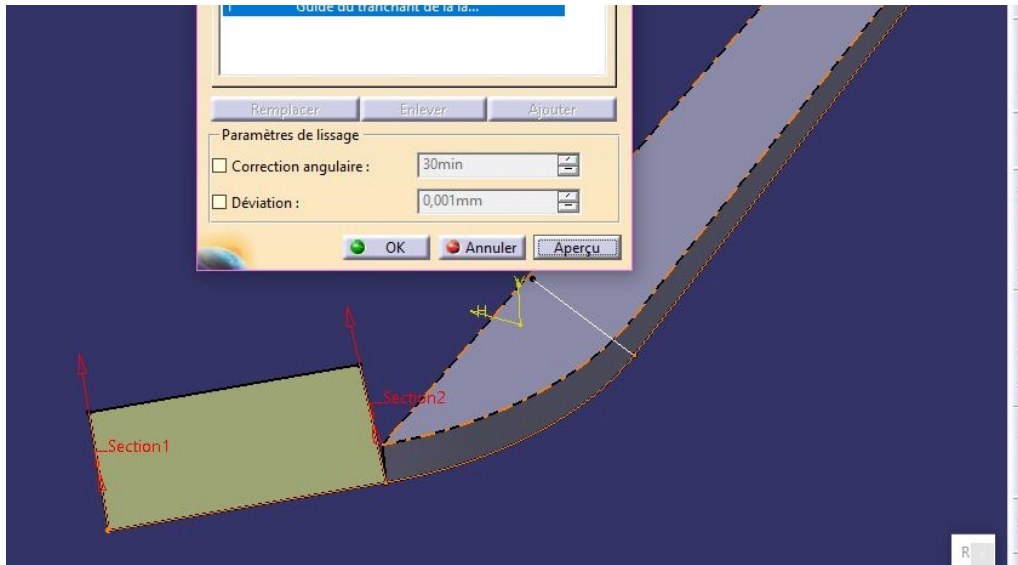 1 Guide du tranchant de la la...
Remplacer Enlever Ajouter
Paramètres de lissage
Correction angulaire : 30min
Déviation : 0,001mm
OK Annuler Aperçu
V
H
Section2
Section1
R